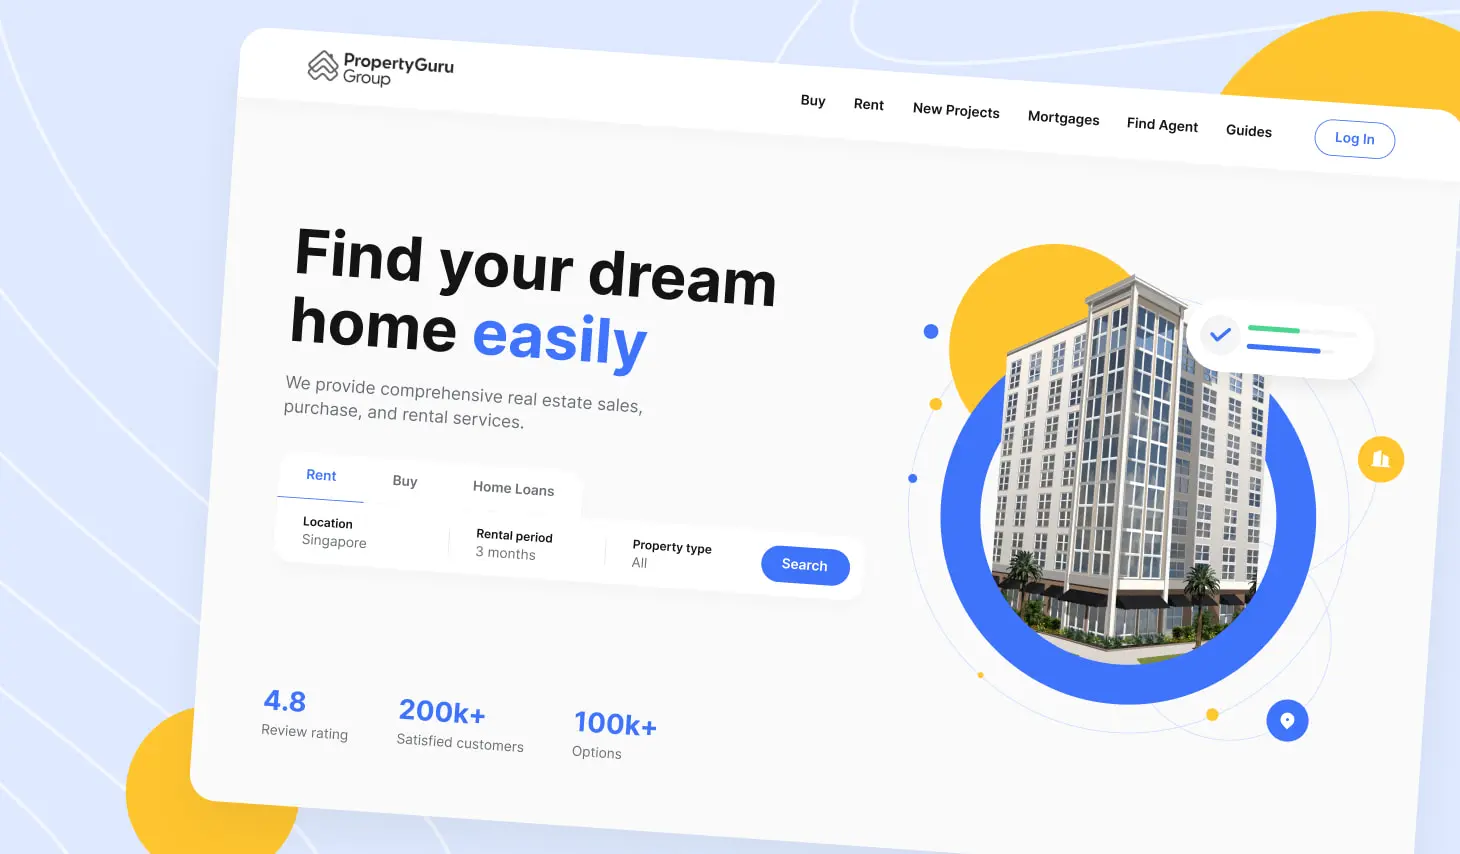 PropertyGuru
Group
Buy
Rent
New Projects
Mortgages
Find Agent
Guides
Log In
Find your dream
home easily
We provide comprehensive real estate sales,
purchase, and rental services.
Rent
Buy
Home Loans
Location
Singapore
Rental period
3 months
Property type
All
Search
4.8
Review rating
200k+
Satisfied customers
100k+
Options